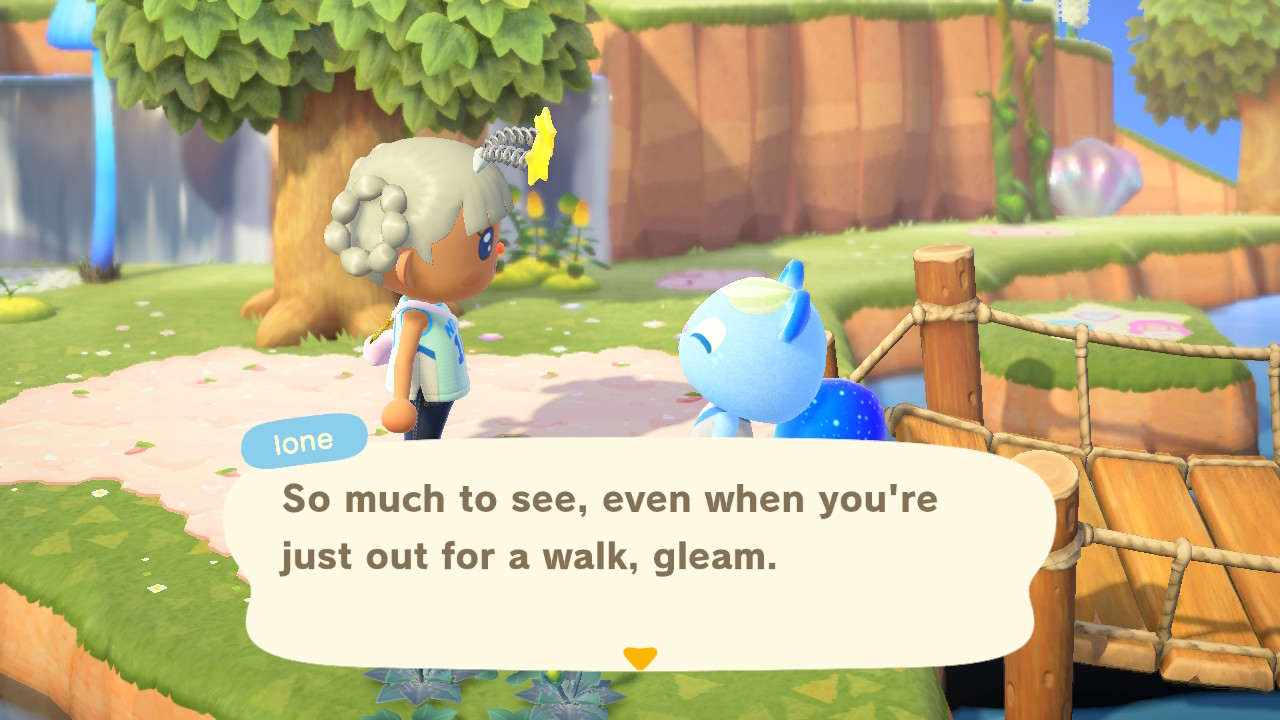 Ione
So much to see, even when you're
just out for a walk, gleam.